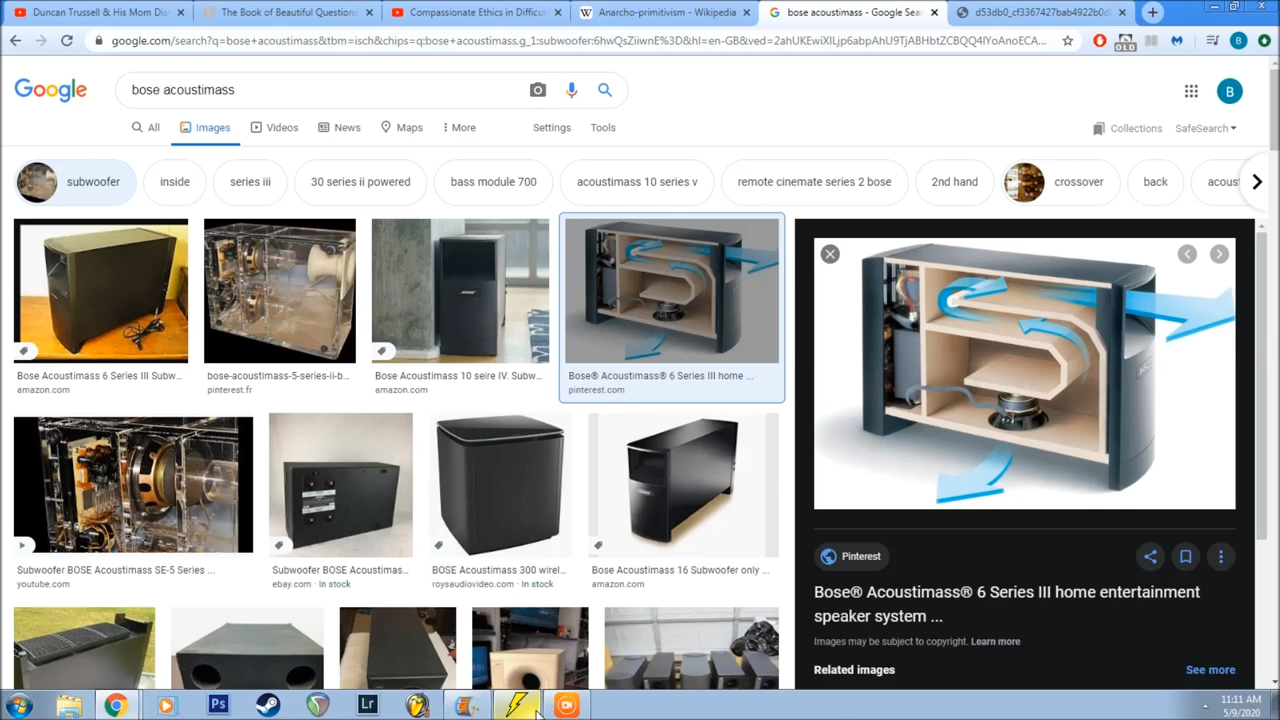 Duncan Trussell & His Mom Dis
The Book of Beautiful Question
Compassionate Ethics in Difficul
Anarcho-primitivism - Wikipedia
bose acoustimass - Google Sea
google.com/search?q=bose+acoustimass&tbm=isch&chips=q:bose+acoustimass,g_1:subwoofer:6hwQsZiiwnE%3D&hl=en-GB&
OLD
B
Google
bose acoustimass
B
All
Images
Videos
News
Maps
More
Settings
Tools
Collections
SafeSearch
subwoofer
inside
series iii
30 series ii powered
bass module 700
acoustimass 10 series v
remote cinemate series 2 bose
2nd hand
crossover
back
acoust
Bose Acoustimass 6 Series III Subw...
amazon.com
bose-acoustimass-5-series-ii-b...
pinterest.fr
Bose Acoustimass 10 seire IV. Subw...
amazon.com
Bose® Acoustimass® 6 Series III home ...
pinterest.com
Subwoofer BOSE Acoustimass SE-5 Series ...
youtube.com
Subwoofer BOSE Acoustimas...
ebay.com · In stock
BOSE Acoustimass 300 wirel...
roysaudiovideo.com · In stock
Bose Acoustimass 16 Subwoofer only ...
amazon.com
Pinterest
Bose® Acoustimass® 6 Series III home entertainment
speaker system ...
Images may be subject to copyright. Learn more
Related images
See more
Ps
Lr
11:11 AM
5/9/2020